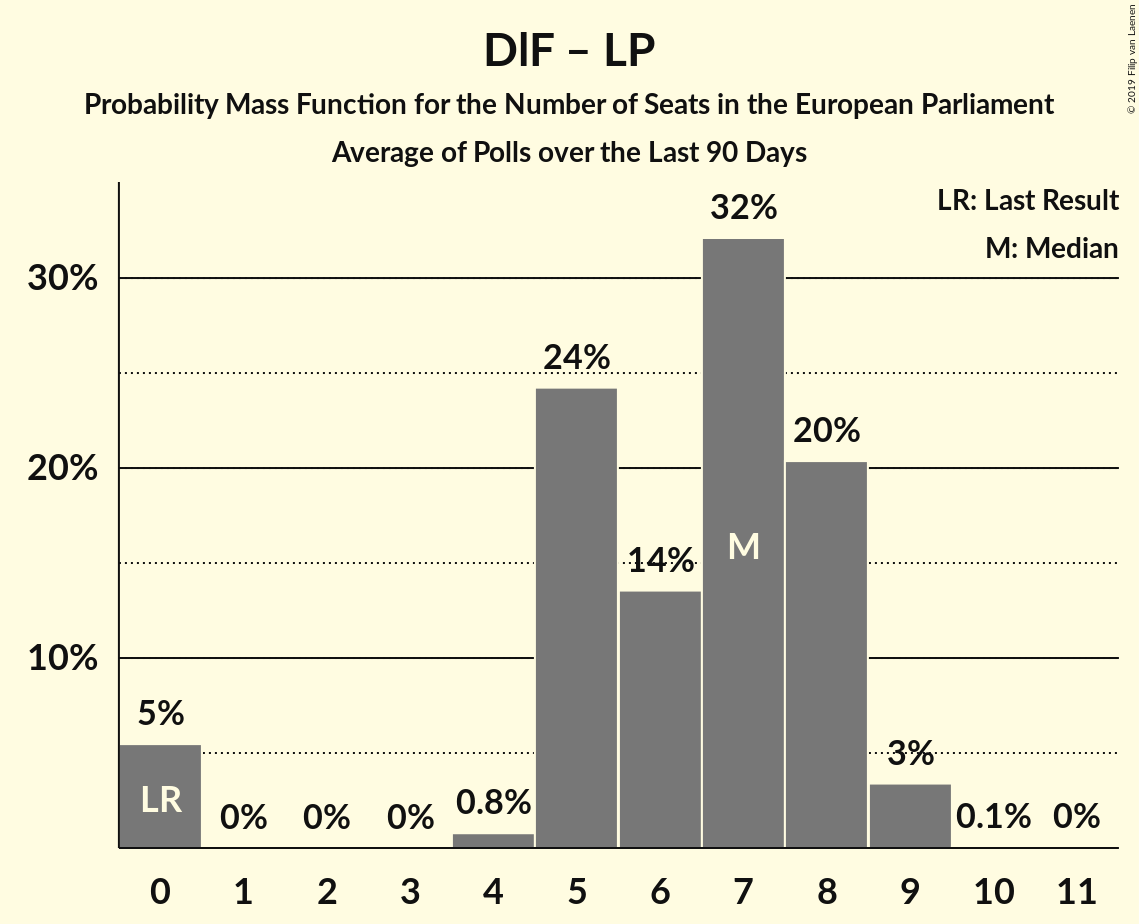 DlF – LP
Probability Mass Function for the Number of Seats in the European Parliament
Average of Polls over the Last 90 Days
© 2019 Filip van Laenen
LR: Last Result
M: Median
30%
20%
10%
5%
0%
0%
0%
0.8%
24%
14%
32%
20%
3%
0.1%
0%
LR
M
0 1 2 3 4 5 6 7 8 9 10 11